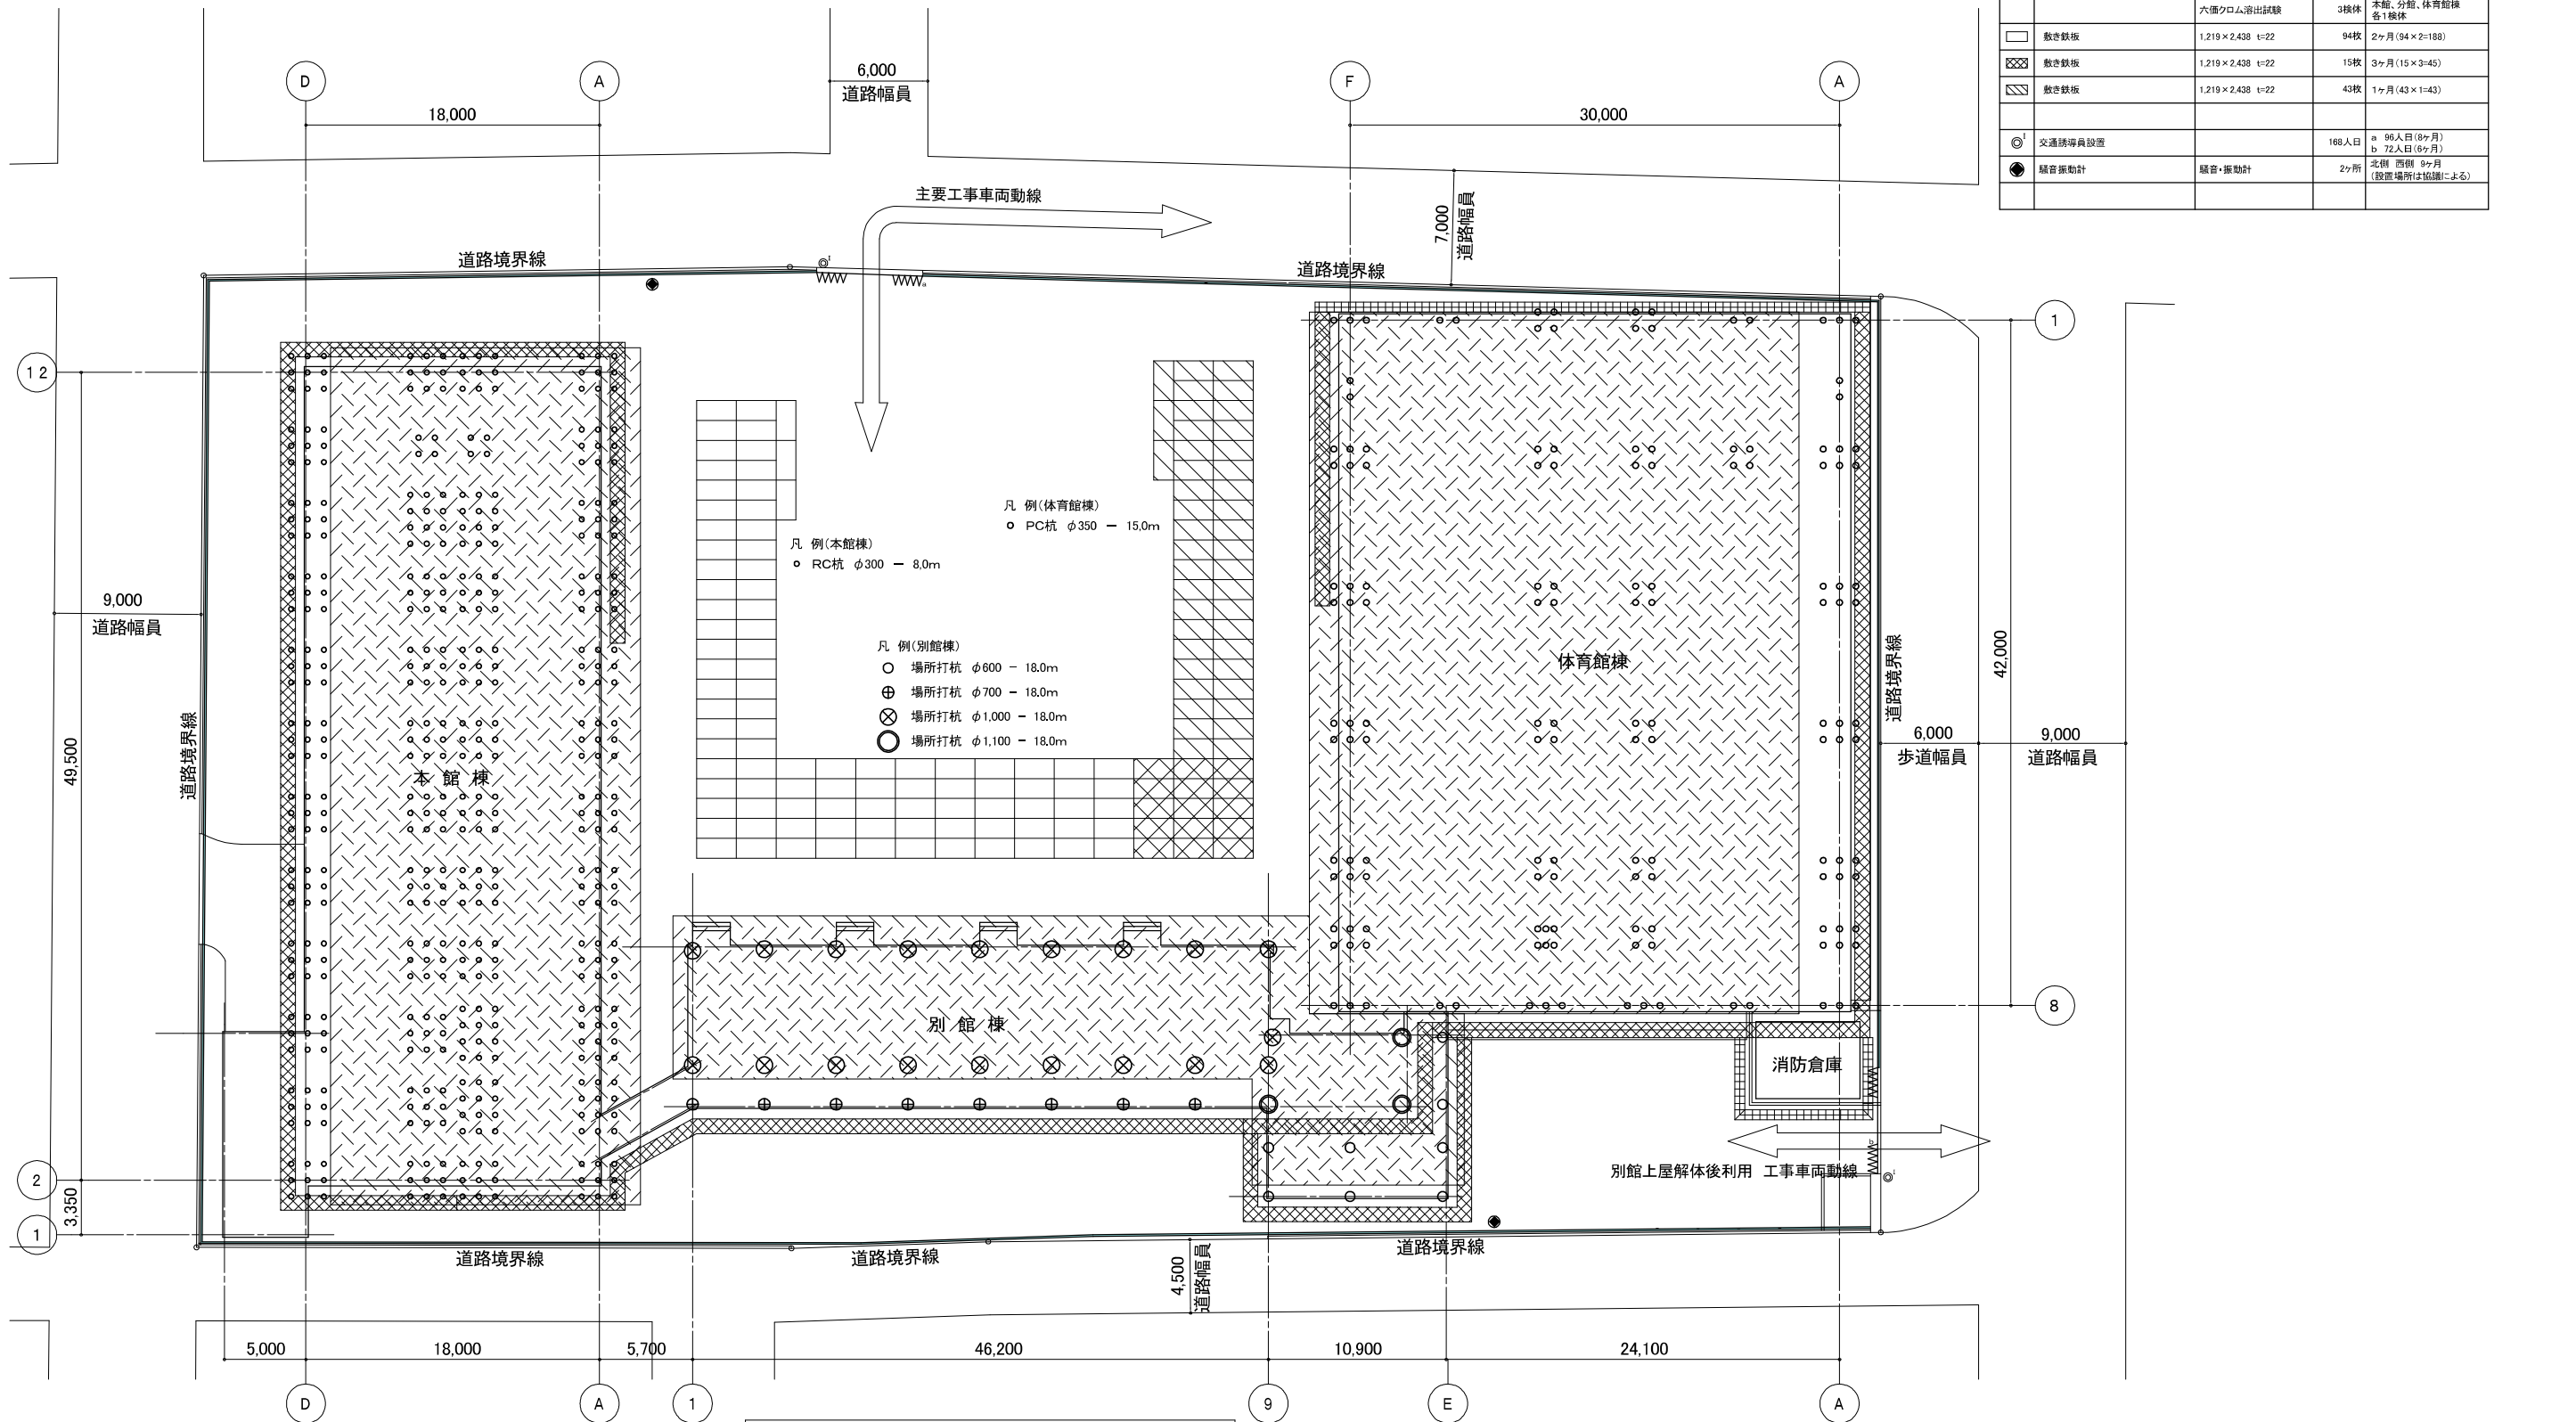 六価クロム溶出試験 3検体 本館、分館、体育館棟
各1検体
敷き鉄板 1,219×2,438 t=22 94枚 2ヶ月(94×2=188)
敷き鉄板 1,219×2,438 t=22 15枚 3ヶ月(15×3=45)
敷き鉄板 1,219×2,438 t=22 43枚 1ヶ月(43×1=43)
交通誘導員設置 168人日 a 96人日(8ヶ月)
b 72人日(6ヶ月)
騒音振動計 騒音・振動計 2ヶ所 北側 西側 9ヶ月
(設置場所は協議による)
D
A
F
A
6,000
道路幅員
18,000
30,000
主要工事車両動線
7,000
道路幅員
道路境界線
道路境界線
a
1
12
凡 例(体育館棟)
PC杭 φ350 － 15,0m
凡 例(本館棟)
RC杭 φ300 － 8,0m
9,000
道路幅員
凡 例(別館棟)
場所打杭 φ600 － 18.0m
場所打杭 φ700 － 18.0m
場所打杭 φ1,000 － 18.0m
場所打杭 φ1,100 － 18.0m
体育館棟
道路境界線
42,000
道路境界線
49,500
本 館 棟
6,000
歩道幅員
9,000
道路幅員
8
別 館 棟
消防倉庫
b
別館上屋解体後利用 工事車両動線
2
3,350
1
道路境界線
道路境界線
道路境界線
4,500
道路幅員
5,000
18,000
5,700
46,200
10,900
24,100
D
A
1
9
E
A